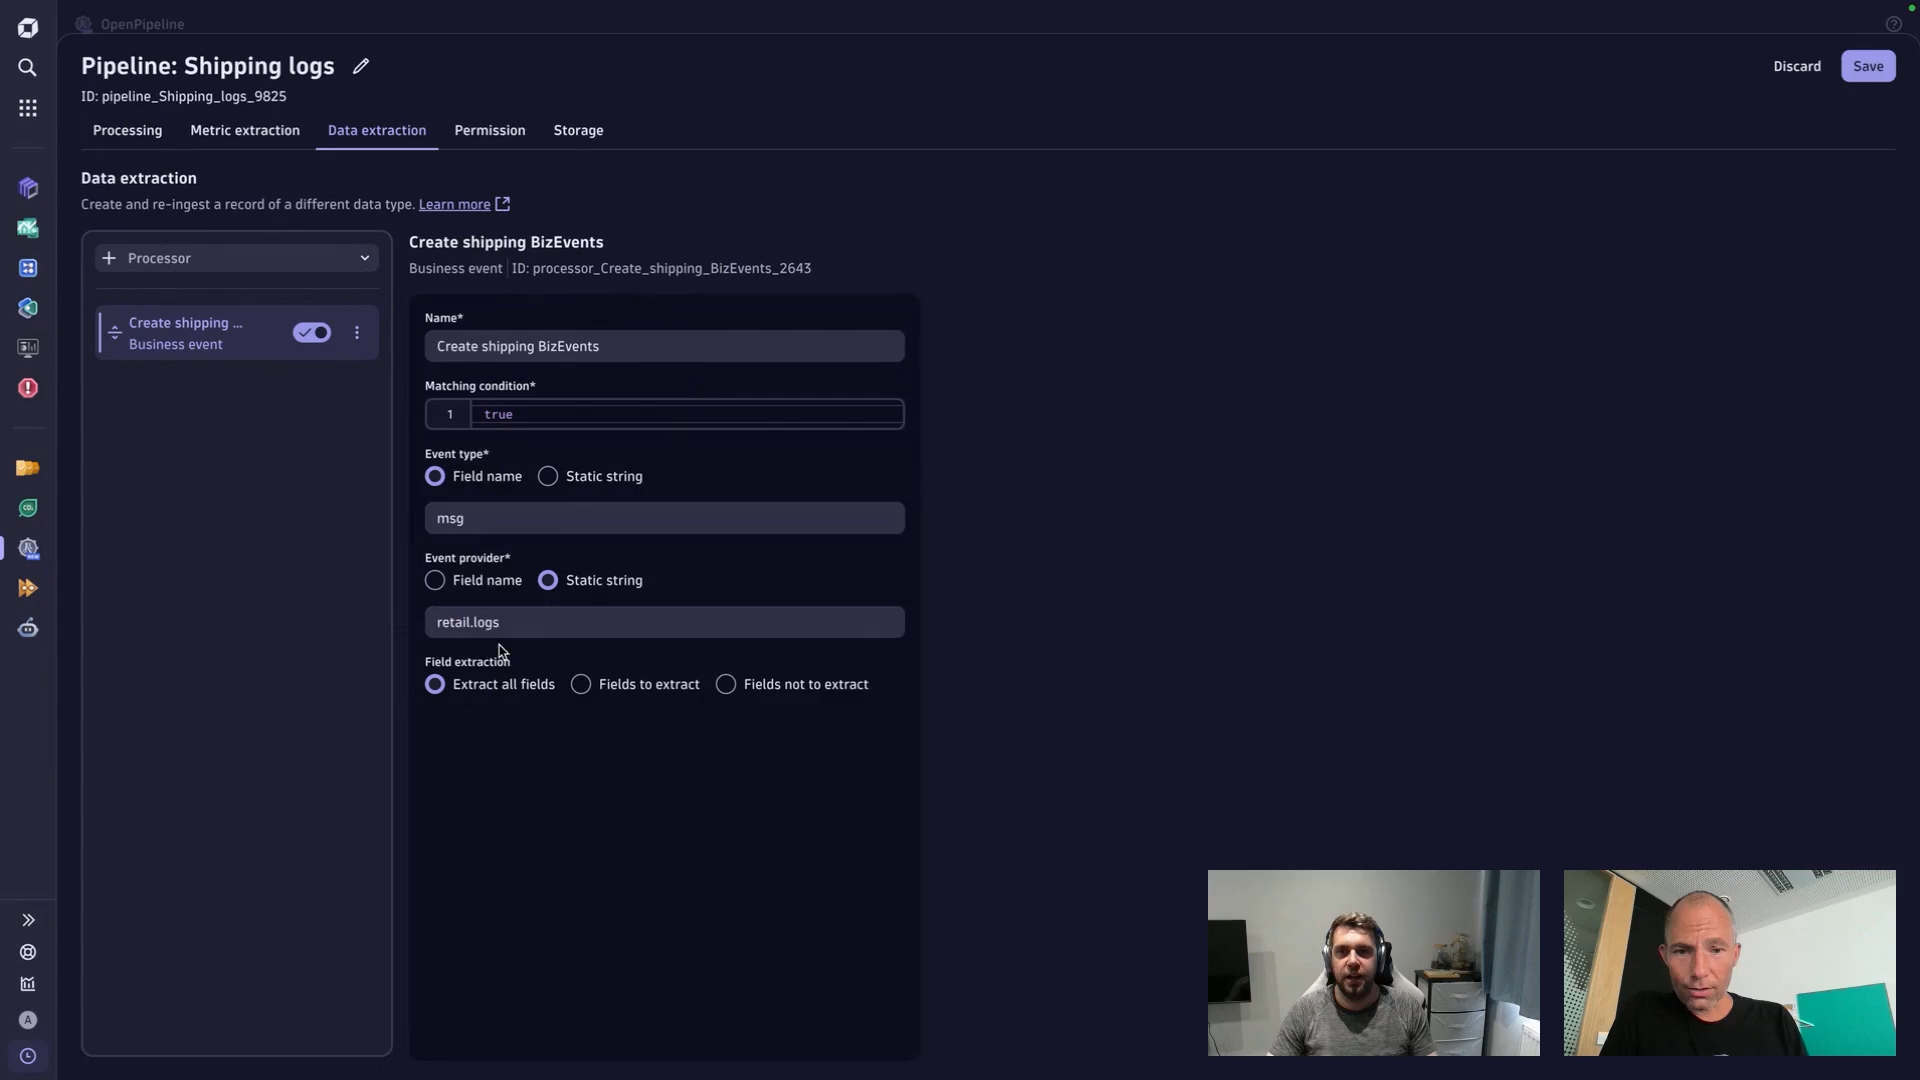 OpenPipeline
Pipeline: Shipping logs
Discard
Save
ID: pipeline_Shipping_logs_9825
Processing
Metric extraction
Data extraction
Permission
Storage
Data extraction
Create and re-ingest a record of a different data type. Learn more
Processor
Create shipping ...
Business event
Create shipping BizEvents
Business event
ID: processor_Create_shipping_BizEvents_2643
Name*
Create shipping BizEvents
Matching condition*
1 true
Event type*
Field name
Static string
msg
Event provider*
Field name
Static string
retail.logs
Field extraction
Extract all fields
Fields to extract
Fields not to extract
A